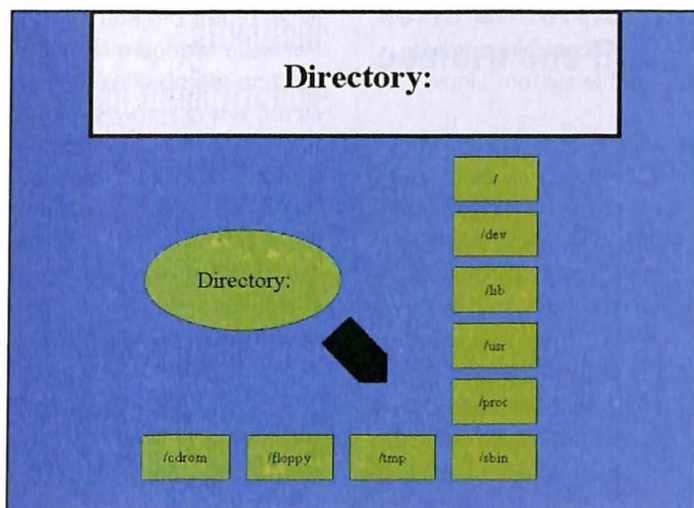 Directory:
/
/dev
Directory:
/lib
/usr
/proc
/cdrom
/floppy
/tmp
/sbin